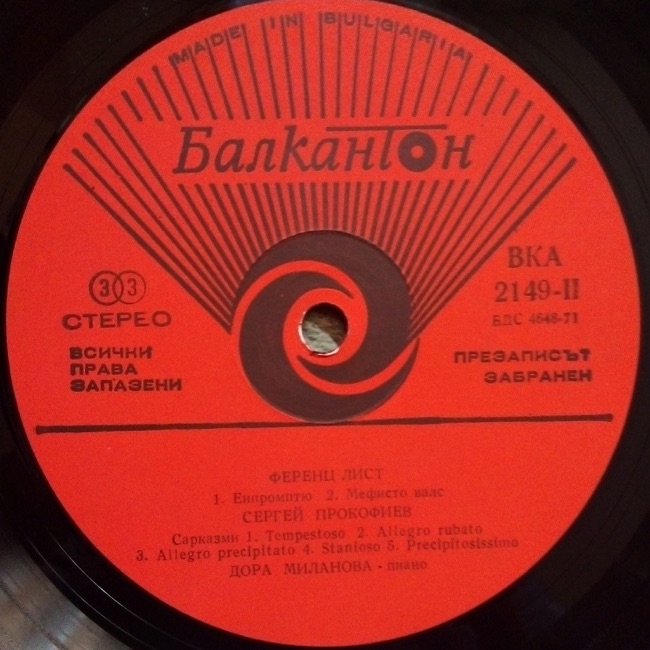 MADE IN BULGARIA
Балкантон
33
СТЕРЕО
ВСИЧКИ
ПРАВА
ЗАПАЗЕНИ
ВКА
2149-II
БДС 4648-71
ПРЕЗАПИСЪТ
ЗАБРАНЕН
ФЕРЕНЦ ЛИСТ
1. Енпромптю 2. Мефисто валс
СЕРГЕЙ ПРОКОФИЕВ
Сарказми 1. Tempestoso 2. Allegro rubato
3. Allegro precipitato 4. Stanioso 5. Precipitosissimo
ДОРА МИЛАНОВА - пиано